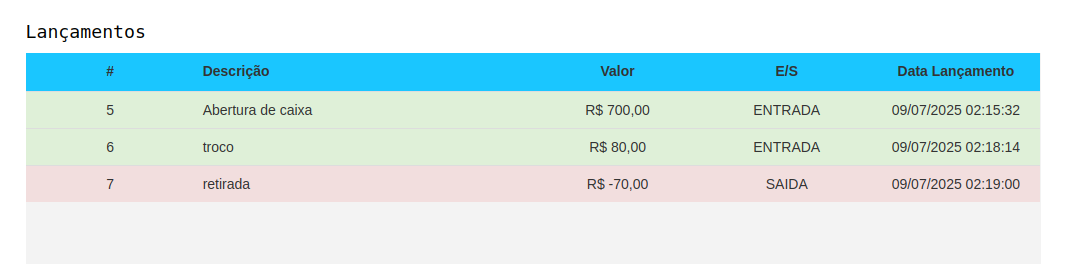 Lançamentos
# Descrição Valor E/S Data Lançamento
5 Abertura de caixa R$ 700,00 ENTRADA 09/07/2025 02:15:32
6 troco R$ 80,00 ENTRADA 09/07/2025 02:18:14
7 retirada R$ -70,00 SAIDA 09/07/2025 02:19:00